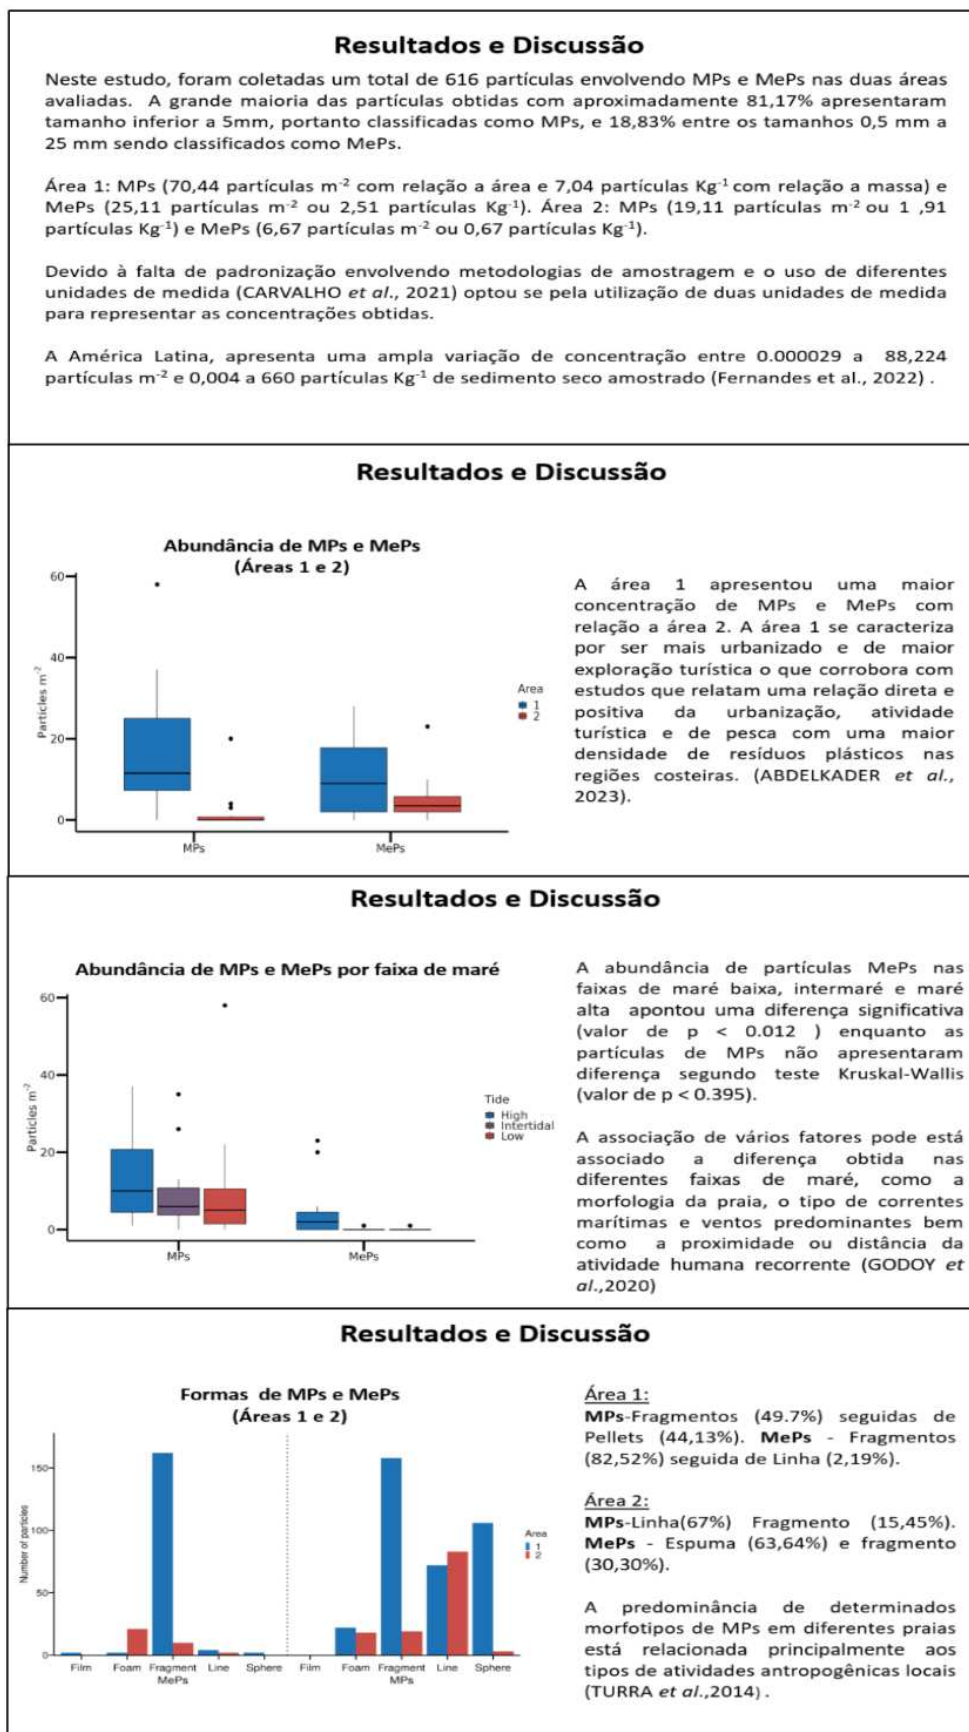 Resultados e Discussão
Neste estudo, foram coletadas um total de 616 partículas envolvendo MPs e MePs nas duas áreas
avaliadas. A grande maioria das partículas obtidas com aproximadamente 81,17% apresentaram
tamanho inferior a 5mm, portanto classificadas como MPs, e 18,83% entre os tamanhos 0,5 mm a
25 mm sendo classificados como MePs.
Área 1: MPs (70,44 partículas m⁻² com relação a área e 7,04 partículas Kg⁻¹ com relação a massa) e
MePs (25,11 partículas m⁻² ou 2,51 partículas Kg⁻¹). Área 2: MPs (19,11 partículas m⁻² ou 1 ,91
partículas Kg⁻¹) e MePs (6,67 partículas m⁻² ou 0,67 partículas Kg⁻¹).
Devido à falta de padronização envolvendo metodologias de amostragem e o uso de diferentes
unidades de medida (CARVALHO et al., 2021) optou se pela utilização de duas unidades de medida
para representar as concentrações obtidas.
A América Latina, apresenta uma ampla variação de concentração entre 0.000029 a 88,224
partículas m⁻² e 0,004 a 660 partículas Kg⁻¹ de sedimento seco amostrado (Fernandes et al., 2022) .
Resultados e Discussão
Abundância de MPs e MePs
(Áreas 1 e 2)
Particles m⁻²
60
40
20
0
MPs
MePs
Area
1
2
A área 1 apresentou uma maior
concentração de MPs e MePs com
relação a área 2. A área 1 se caracteriza
por ser mais urbanizado e de maior
exploração turística o que corrobora com
estudos que relatam uma relação direta e
positiva da urbanização, atividade
turística e de pesca com uma maior
densidade de resíduos plásticos nas
regiões costeiras. (ABDELKADER et al.,
2023).
Resultados e Discussão
Abundância de MPs e MePs por faixa de maré
Particles m⁻²
60
40
20
0
MPs
MePs
Tide
High
Intertidal
Low
A abundância de partículas MePs nas
faixas de maré baixa, intermaré e maré
alta apontou uma diferença significativa
(valor de p < 0.012 ) enquanto as
partículas de MPs não apresentaram
diferença segundo teste Kruskal-Wallis
(valor de p < 0.395).
A associação de vários fatores pode está
associado a diferença obtida nas
diferentes faixas de maré, como a
morfologia da praia, o tipo de correntes
marítimas e ventos predominantes bem
como a proximidade ou distância da
atividade humana recorrente (GODOY et
al.,2020)
Resultados e Discussão
Formas de MPs e MePs
(Áreas 1 e 2)
Number of particles
150
100
50
0
Film Foam Fragment Line Sphere Film Foam Fragment Line Sphere
MePs MPs
Area
1
2
Área 1:
MPs-Fragmentos (49.7%) seguidas de
Pellets (44,13%). MePs - Fragmentos
(82,52%) seguida de Linha (2,19%).
Área 2:
MPs-Linha(67%) Fragmento (15,45%).
MePs - Espuma (63,64%) e fragmento
(30,30%).
A predominância de determinados
morfotipos de MPs em diferentes praias
está relacionada principalmente aos
tipos de atividades antropogênicas locais
(TURRA et al.,2014) .